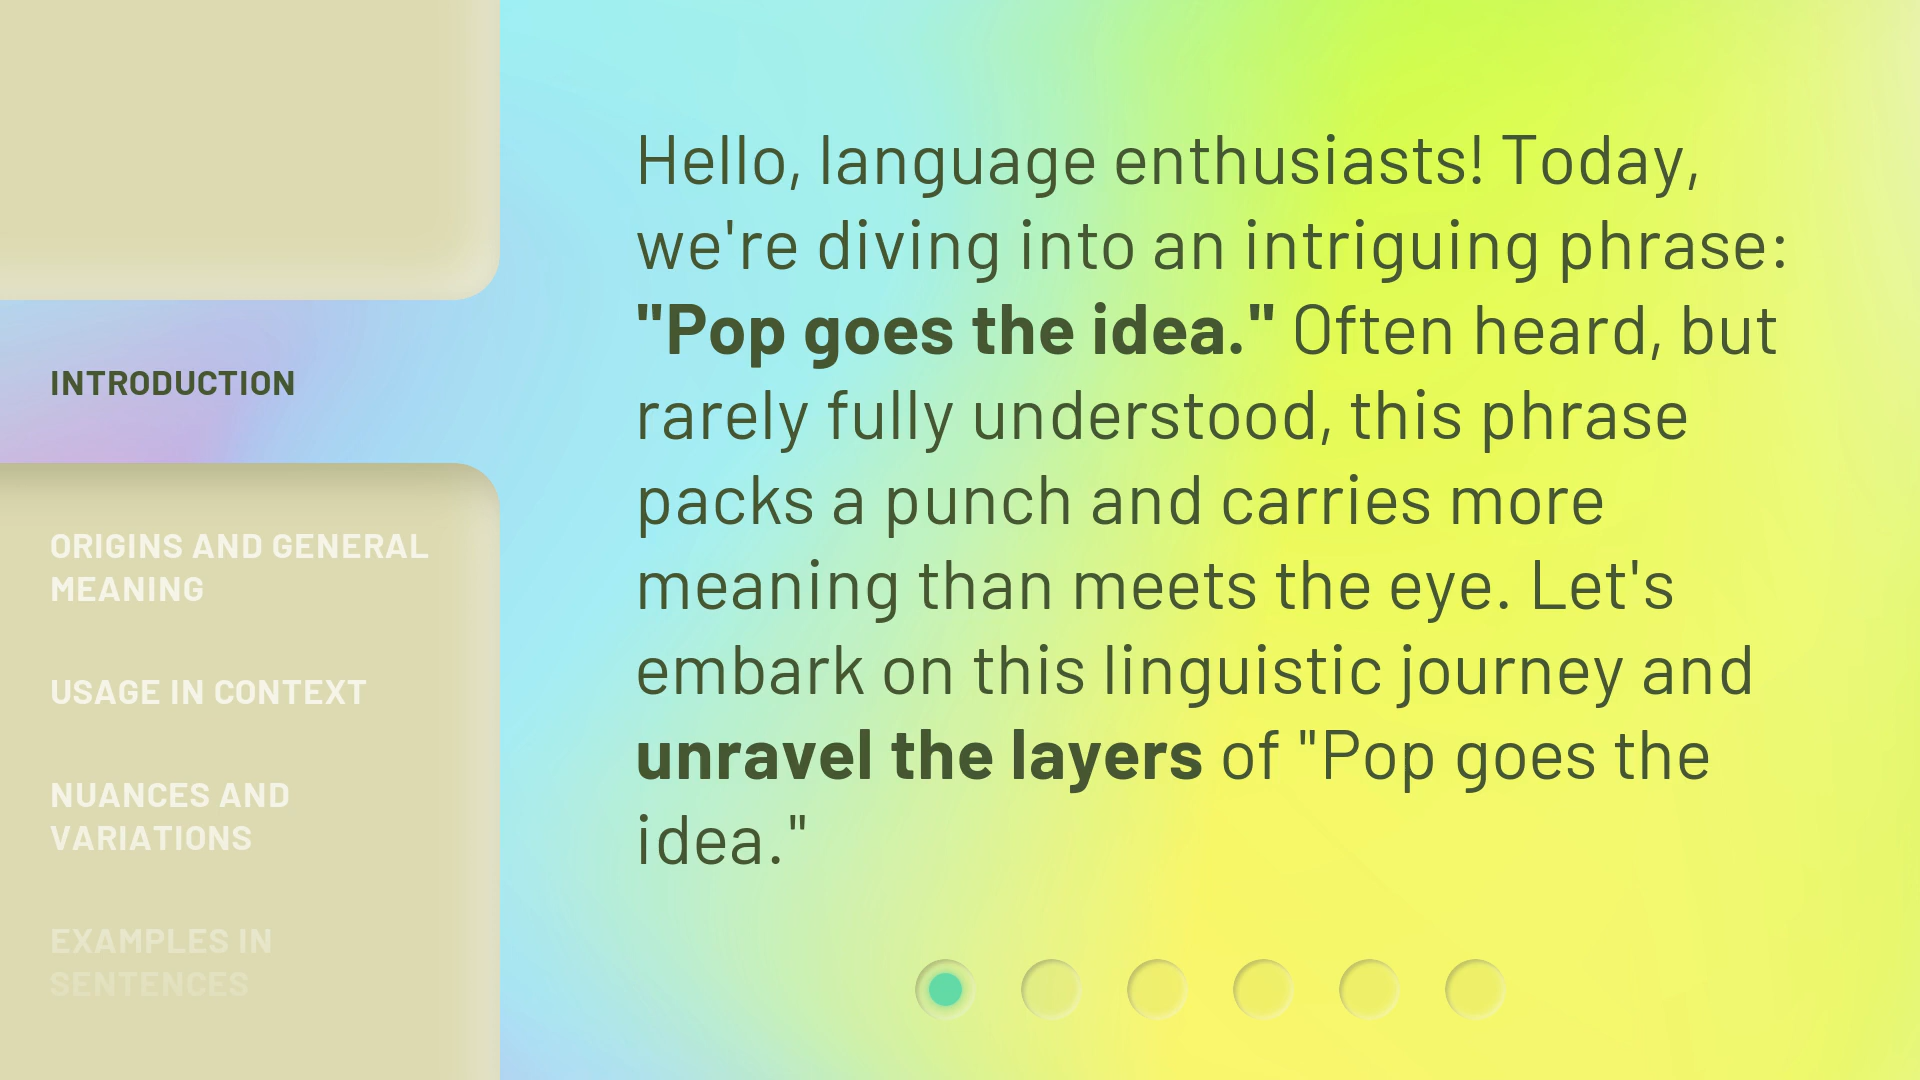 INTRODUCTION
ORIGINS AND GENERAL
MEANING
USAGE IN CONTEXT
NUANCES AND
VARIATIONS
EXAMPLES IN
SENTENCES
Hello, language enthusiasts! Today,
we're diving into an intriguing phrase:
"Pop goes the idea." Often heard, but
rarely fully understood, this phrase
packs a punch and carries more
meaning than meets the eye. Let's
embark on this linguistic journey and
unravel the layers of "Pop goes the
idea."